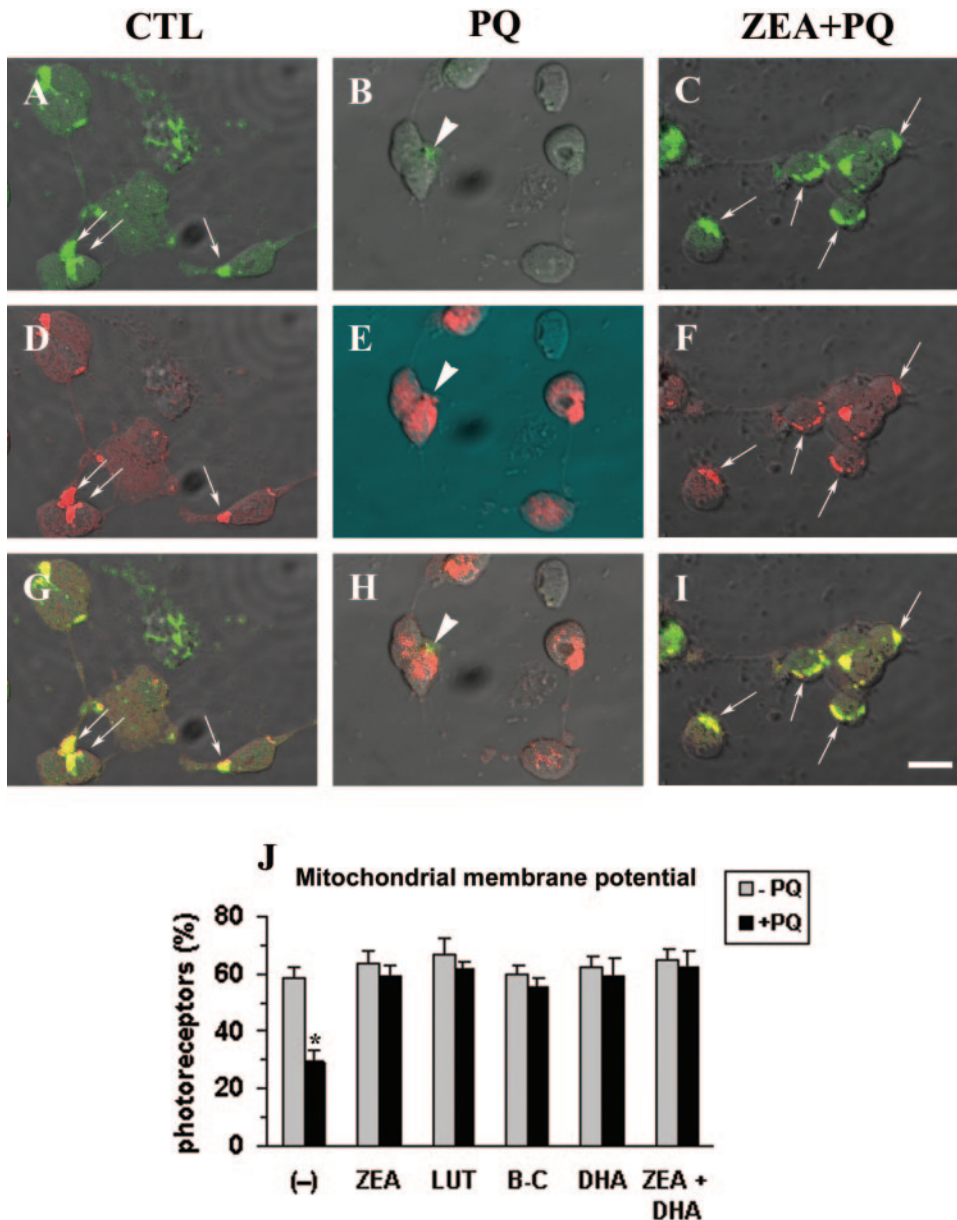 CTL PQ ZEA+PQ
A B C
D E F
G H I
J
Mitochondrial membrane potential
- PQ
+PQ
photoreceptors (%)
80
60
40
20
0
*
(–) ZEA LUT B-C DHA ZEA +
DHA